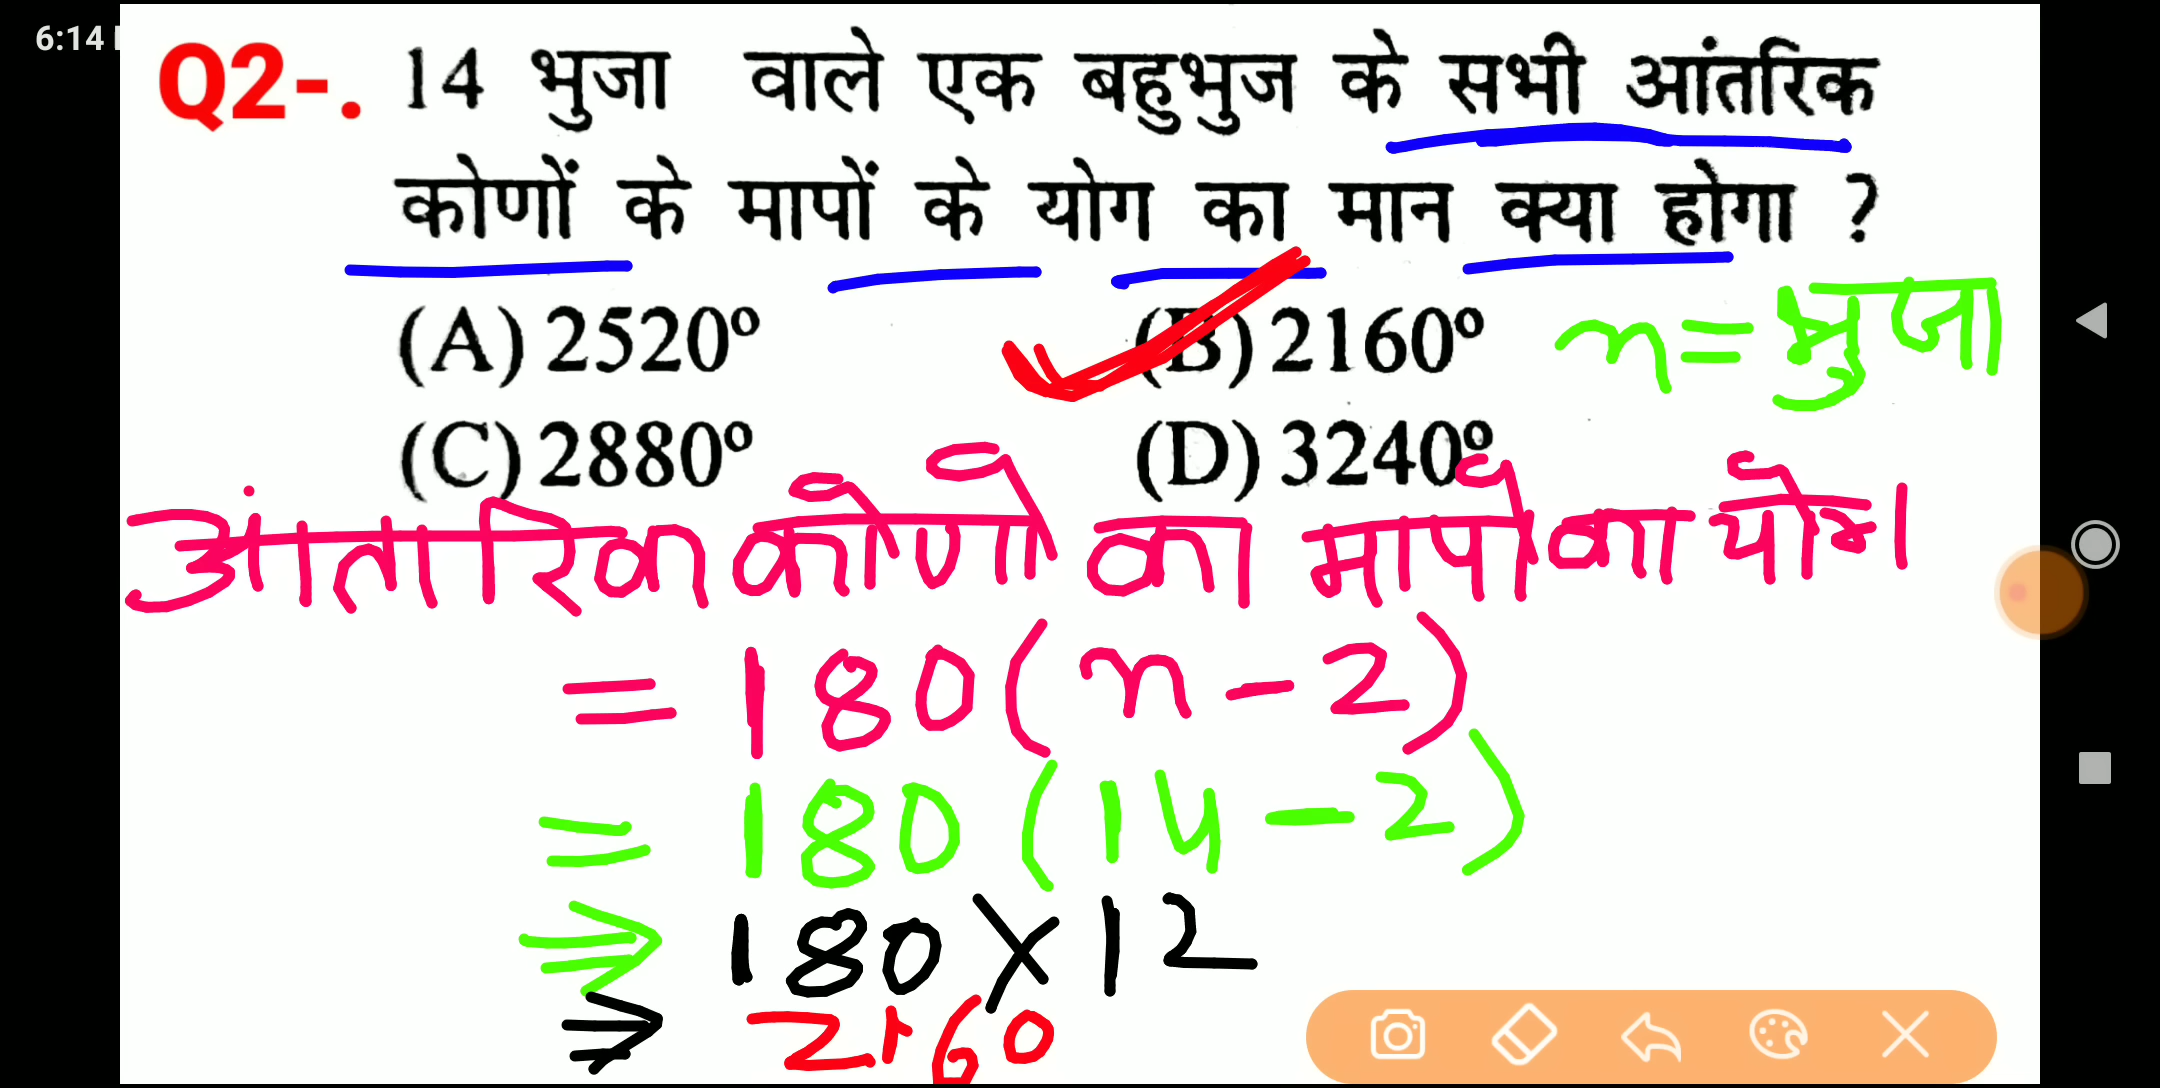 6:14
Q2-. 14 भुजा वाले एक बहुभुज के सभी आंतरिक
कोणों के मापों के योग का मान क्या होगा ?
(A) 2520° (B) 2160°
n = भुजा
(C) 2880° (D) 3240°
आंतारिक कोणो का मापो का योग
= 180 (n - 2)
= 180 (14 - 2)
⇒ 180 × 12
⇒ 2160